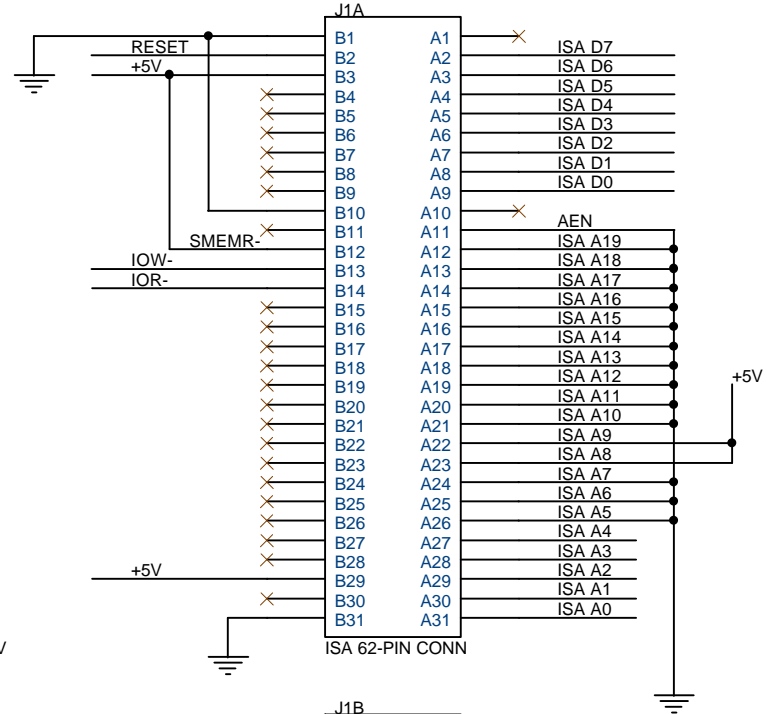 J1A
B1 A1
RESET B2 A2 ISA D7
+5V B3 A3 ISA D6
B4 A4 ISA D5
B5 A5 ISA D4
B6 A6 ISA D3
B7 A7 ISA D2
B8 A8 ISA D1
B9 A9 ISA D0
B10 A10
B11 A11 AEN
SMEMR- B12 A12 ISA A19
IOW- B13 A13 ISA A18
IOR- B14 A14 ISA A17
B15 A15 ISA A16
B16 A16 ISA A15
B17 A17 ISA A14
B18 A18 ISA A13
B19 A19 ISA A12
+5V
B20 A20 ISA A11
B21 A21 ISA A10
B22 A22 ISA A9
B23 A23 ISA A8
B24 A24 ISA A7
B25 A25 ISA A6
B26 A26 ISA A5
B27 A27 ISA A4
B28 A28 ISA A3
+5V B29 A29 ISA A2
B30 A30 ISA A1
B31 A31 ISA A0
ISA 62-PIN CONN
J1B